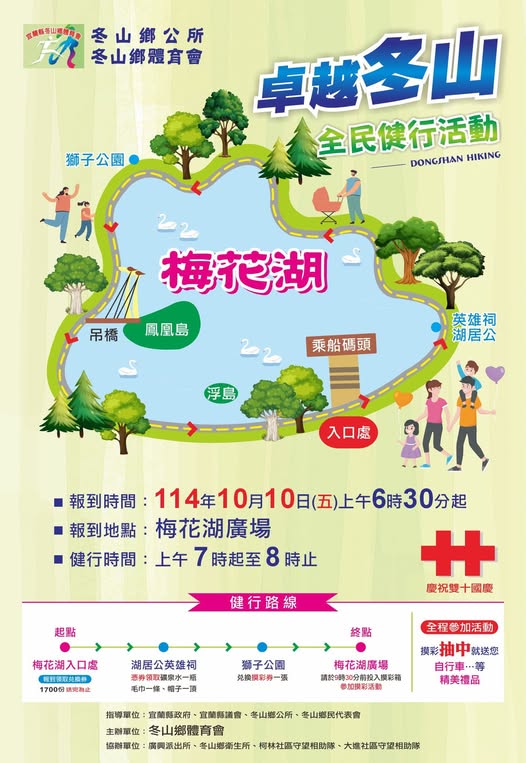 宜蘭縣冬山鄉體育會
冬山鄉公所
冬山鄉體育會
卓越冬山
全民健行活動
DONGSHAN HIKING
獅子公園
梅花湖
英雄祠
湖居公
吊橋
鳳凰島
乘船碼頭
浮島
入口處
■ 報到時間：114年10月10日(五)上午6時30分起
■ 報到地點：梅花湖廣場
■ 健行時間：上午 7 時起至 8 時止
慶祝雙十國慶
健行路線
起點
梅花湖入口處
報到領取兌換券
1700份 請完為止
湖居公英雄祠
憑券領取礦泉水一瓶
毛巾一條、帽子一頂
獅子公園
兌換摸彩券一張
終點
梅花湖廣場
請於9時30分前投入摸彩箱
參加摸彩活動
全程參加活動
摸彩抽中就送您
自行車...等
精美禮品
指導單位：宜蘭縣政府、宜蘭縣議會、冬山鄉公所、冬山鄉民代表會
主辦單位：冬山鄉體育會
協辦單位：廣興派出所、冬山鄉衛生所、柯林社區守望相助隊、大進社區守望相助隊